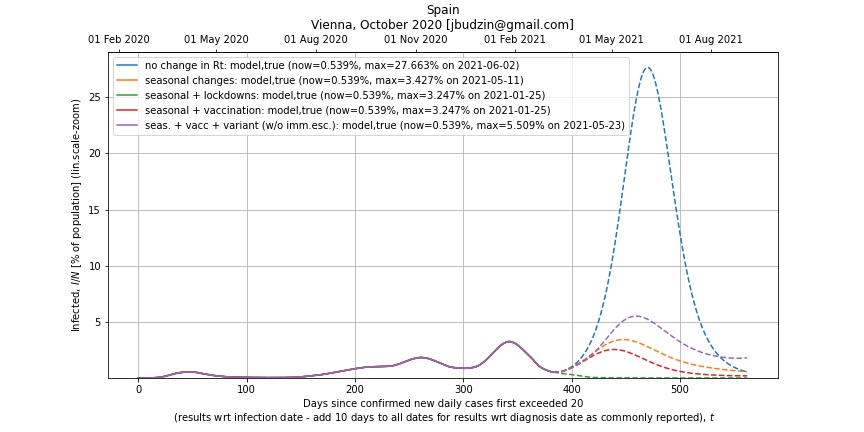 Spain
Vienna, October 2020 [jbudzin@gmail.com]
01 Feb 2020 01 May 2020 01 Aug 2020 01 Nov 2020 01 Feb 2021 01 May 2021 01 Aug 2021
no change in Rt: model,true (now=0.539%, max=27.663% on 2021-06-02)
seasonal changes: model,true (now=0.539%, max=3.427% on 2021-05-11)
seasonal + lockdowns: model,true (now=0.539%, max=3.247% on 2021-01-25)
seasonal + vaccination: model,true (now=0.539%, max=3.247% on 2021-01-25)
seas. + vacc + variant (w/o imm.esc.): model,true (now=0.539%, max=5.509% on 2021-05-23)
25
20
15
10
5
Infected, I/N [% of population] (lin.scale-zoom)
0 100 200 300 400 500
Days since confirmed new daily cases first exceeded 20
(results wrt infection date - add 10 days to all dates for results wrt diagnosis date as commonly reported), t